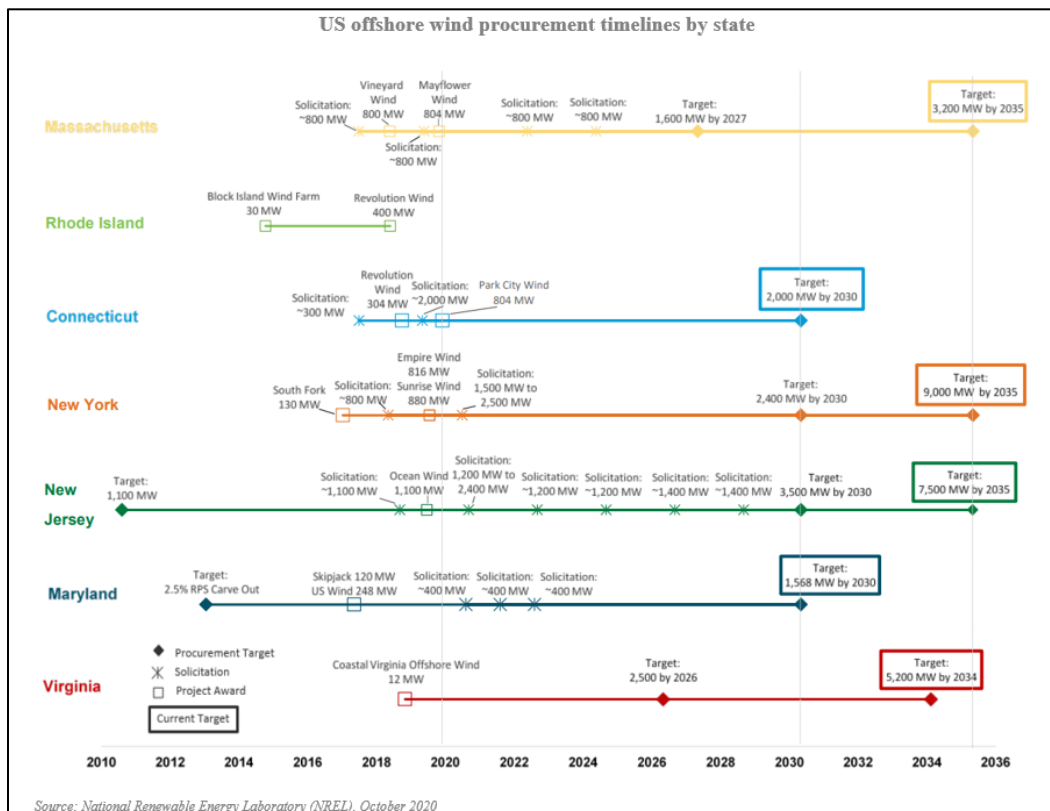 US offshore wind procurement timelines by state
Massachusetts
Solicitation:
~800 MW
Vineyard
Wind
800 MW
Mayflower
Wind
804 MW
Solicitation:
~800 MW
Solicitation:
~800 MW
Solicitation:
~800 MW
Target:
1,600 MW by 2027
Target:
3,200 MW by 2035
Rhode Island
Block Island Wind Farm
30 MW
Revolution Wind
400 MW
Connecticut
Solicitation:
~300 MW
Revolution
Wind
304 MW
Solicitation:
~2,000 MW
Park City Wind
804 MW
Target:
2,000 MW by 2030
New York
South Fork
130 MW
Solicitation:
~800 MW
Empire Wind
816 MW
Sunrise Wind
880 MW
Solicitation:
1,500 MW to
2,500 MW
Target:
2,400 MW by 2030
Target:
9,000 MW by 2035
New
Jersey
Target:
1,100 MW
Solicitation:
~1,100 MW
Ocean Wind
1,100 MW
Solicitation:
1,200 MW to
2,400 MW
Solicitation:
~1,200 MW
Solicitation:
~1,200 MW
Solicitation:
~1,400 MW
Solicitation:
~1,400 MW
Target:
3,500 MW by 2030
Target:
7,500 MW by 2035
Maryland
Target:
2.5% RPS Carve Out
Skipjack 120 MW
US Wind 248 MW
Solicitation:
~400 MW
Solicitation:
~400 MW
Solicitation:
~400 MW
Target:
1,568 MW by 2030
Virginia
Procurement Target
Solicitation
Project Award
Current Target
Coastal Virginia Offshore Wind
12 MW
Target:
2,500 by 2026
Target:
5,200 MW by 2034
2010 2012 2014 2016 2018 2020 2022 2024 2026 2028 2030 2032 2034 2036
Source: National Renewable Energy Laboratory (NREL), October 2020